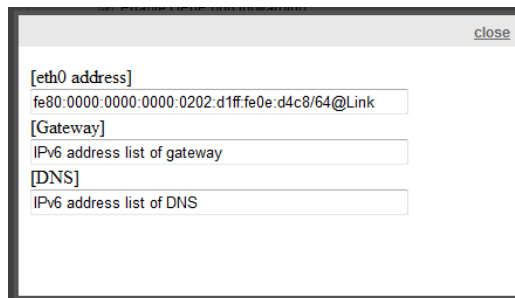 close
[eth0 address]
fe80:0000:0000:0000:0202:d1ff:fe0e:d4c8/64@Link
[Gateway]
IPv6 address list of gateway
[DNS]
IPv6 address list of DNS